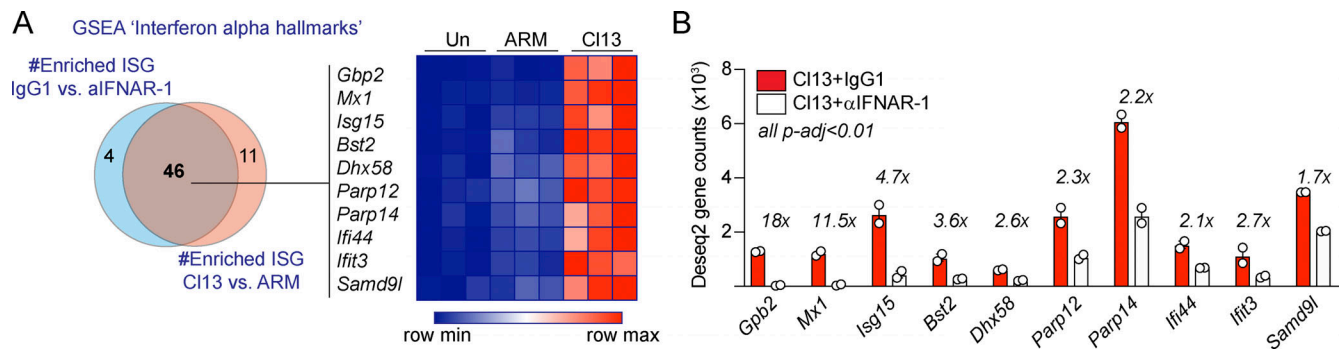 A
GSEA 'Interferon alpha hallmarks'
#Enriched ISG
IgG1 vs. aIFNAR-1
4
46
11
#Enriched ISG
Cl13 vs. ARM
Un
ARM
Cl13
Gbp2
Mx1
Isg15
Bst2
Dhx58
Parp12
Parp14
Ifi44
Ifit3
Samd9l
row min
row max
B
Deseq2 gene counts (x10³)
8
6
4
2
Cl13+IgG1
Cl13+αIFNAR-1
all p-adj<0.01
18x
11.5x
4.7x
3.6x
2.6x
2.3x
2.2x
2.1x
2.7x
1.7x
Gpb2
Mx1
Isg15
Bst2
Dhx58
Parp12
Parp14
Ifi44
Ifit3
Samd9l